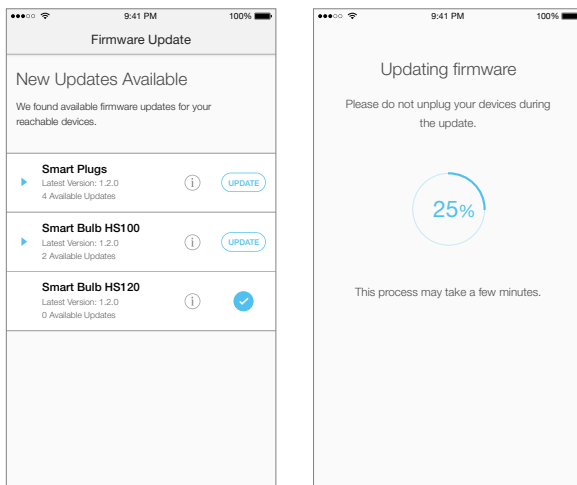 9:41 PM
100%
Firmware Update
New Updates Available
We found available firmware updates for your
reachable devices.
Smart Plugs
Latest Version: 1.2.0
4 Available Updates
i
UPDATE
Smart Bulb HS100
Latest Version: 1.2.0
2 Available Updates
i
UPDATE
Smart Bulb HS120
Latest Version: 1.2.0
0 Available Updates
i
9:41 PM
100%
Updating firmware
Please do not unplug your devices during
the update.
25%
This process may take a few minutes.